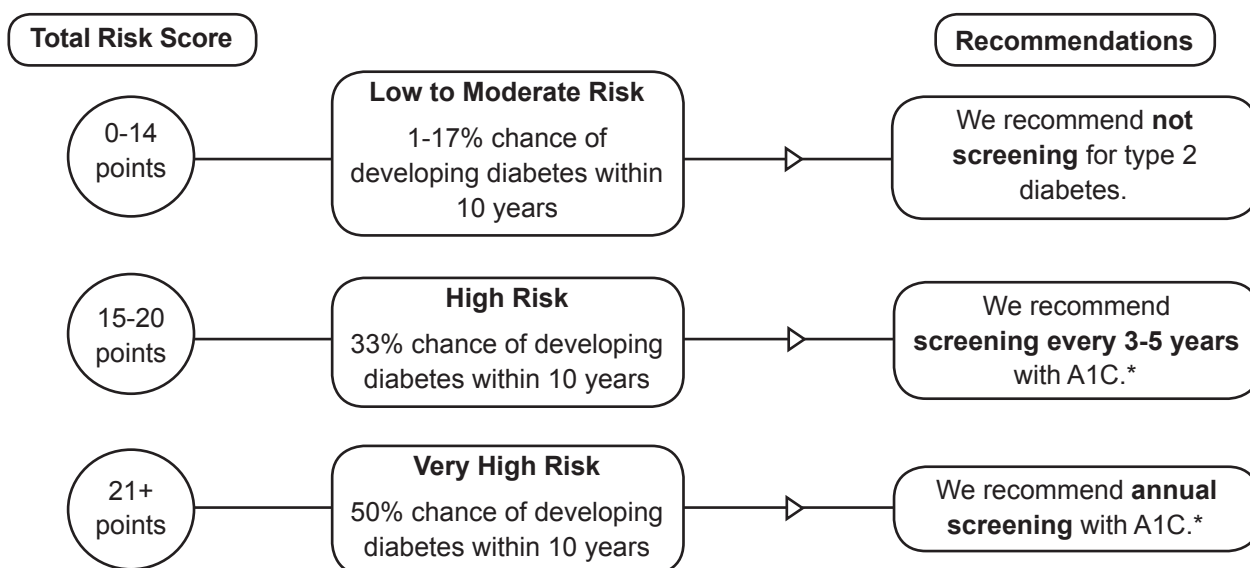 Total Risk Score
Recommendations
0-14
points
Low to Moderate Risk
1-17% chance of
developing diabetes within
10 years
We recommend not
screening for type 2
diabetes.
15-20
points
High Risk
33% chance of developing
diabetes within 10 years
We recommend
screening every 3-5 years
with A1C.*
21+
points
Very High Risk
50% chance of developing
diabetes within 10 years
We recommend annual
screening with A1C.*